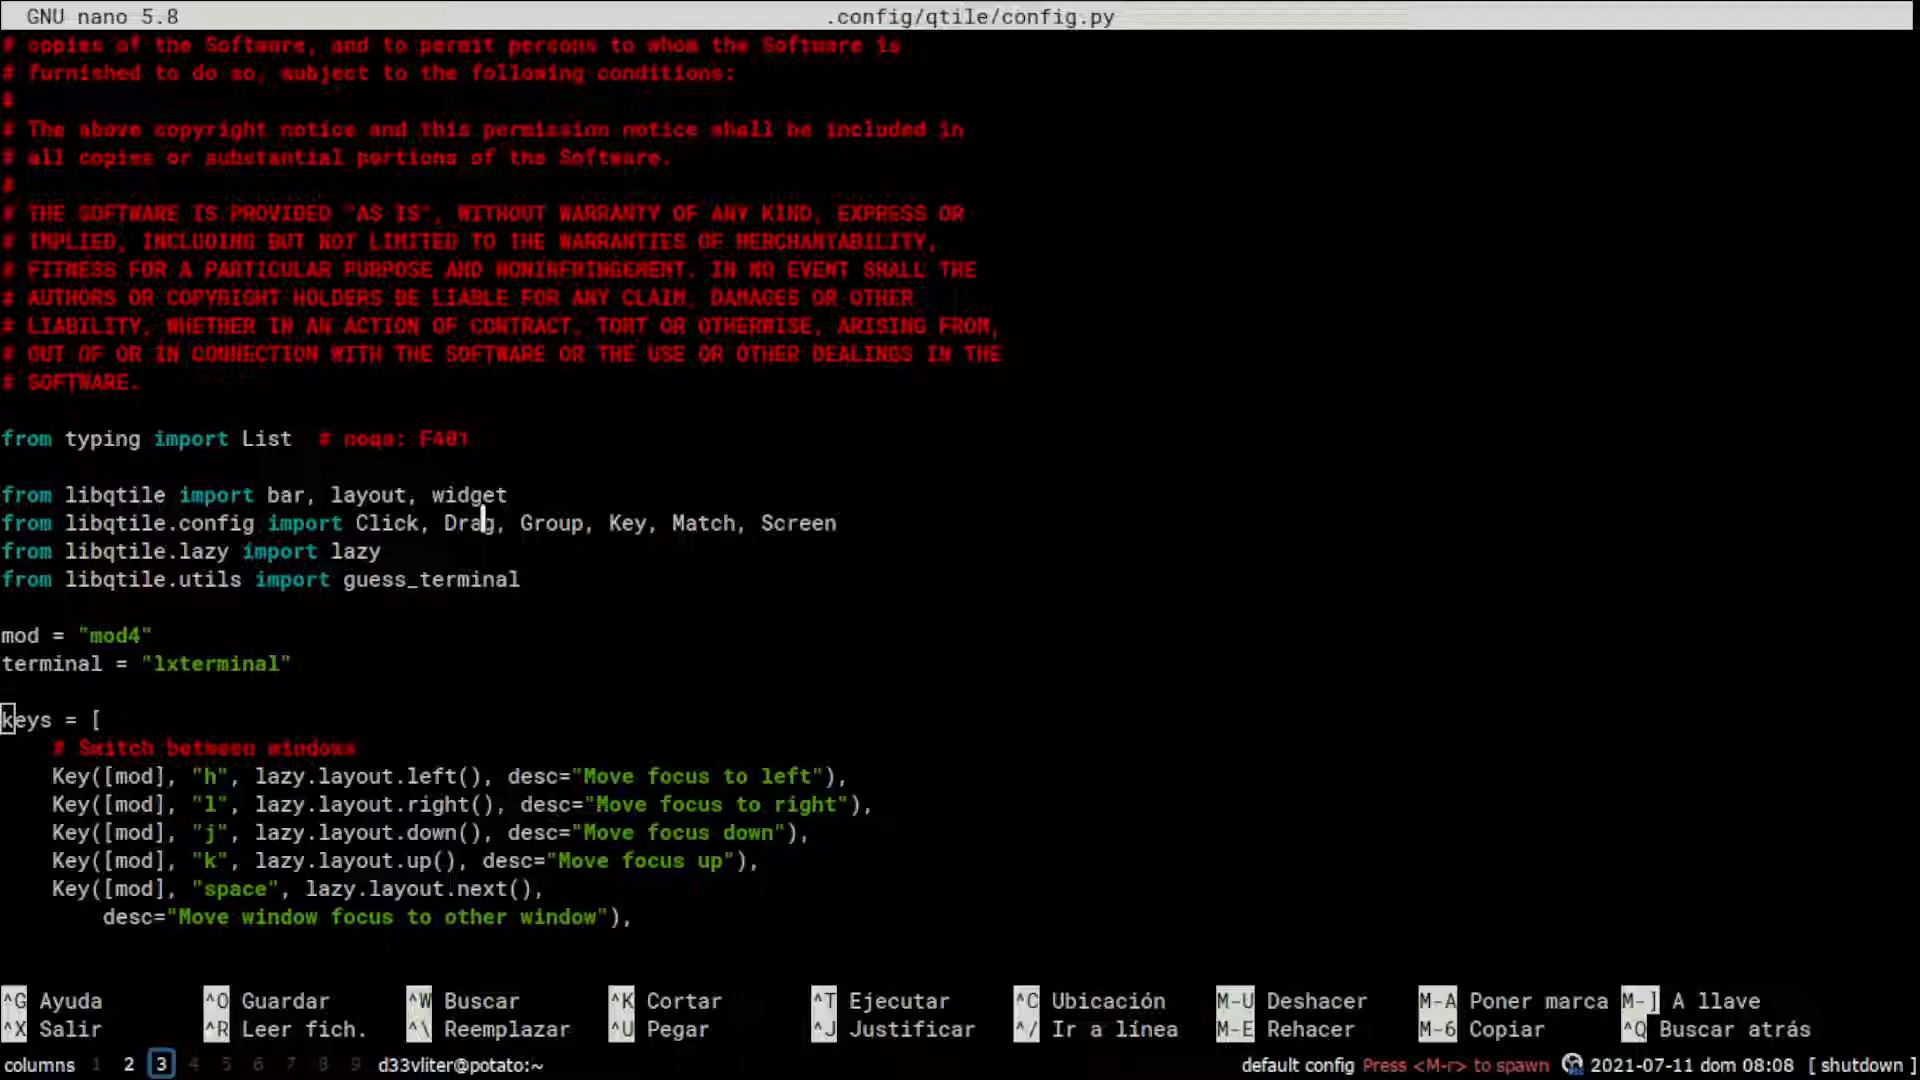 GNU nano 5.8 .config/qtile/config.py
# copies of the Software, and to permit persons to whom the Software is
# furnished to do so, subject to the following conditions:
#
# The above copyright notice and this permission notice shall be included in
# all copies or substantial portions of the Software.
#
# THE SOFTWARE IS PROVIDED "AS IS", WITHOUT WARRANTY OF ANY KIND, EXPRESS OR
# IMPLIED, INCLUDING BUT NOT LIMITED TO THE WARRANTIES OF MERCHANTABILITY,
# FITNESS FOR A PARTICULAR PURPOSE AND NONINFRINGEMENT. IN NO EVENT SHALL THE
# AUTHORS OR COPYRIGHT HOLDERS BE LIABLE FOR ANY CLAIM, DAMAGES OR OTHER
# LIABILITY, WHETHER IN AN ACTION OF CONTRACT, TORT OR OTHERWISE, ARISING FROM,
# OUT OF OR IN CONNECTION WITH THE SOFTWARE OR THE USE OR OTHER DEALINGS IN THE
# SOFTWARE.
from typing import List  # noqa: F401
from libqtile import bar, layout, widget
from libqtile.config import Click, Drag, Group, Key, Match, Screen
from libqtile.lazy import lazy
from libqtile.utils import guess_terminal
mod = "mod4"
terminal = "lxterminal"
keys = [
    # Switch between windows
    Key([mod], "h", lazy.layout.left(), desc="Move focus to left"),
    Key([mod], "l", lazy.layout.right(), desc="Move focus to right"),
    Key([mod], "j", lazy.layout.down(), desc="Move focus down"),
    Key([mod], "k", lazy.layout.up(), desc="Move focus up"),
    Key([mod], "space", lazy.layout.next(),
        desc="Move window focus to other window"),
^G Ayuda ^O Guardar ^W Buscar ^K Cortar ^T Ejecutar ^C Ubicación M-U Deshacer M-A Poner marca M-] A llave
^X Salir ^R Leer fich. ^\ Reemplazar ^U Pegar ^J Justificar ^/ Ir a línea M-E Rehacer M-6 Copiar ^Q Buscar atrás
columns 1 2 3 4 5 6 7 8 9 d33vliter@potato:~ default config Press <M-r> to spawn 2021-07-11 dom 08:08 [ shutdown ]